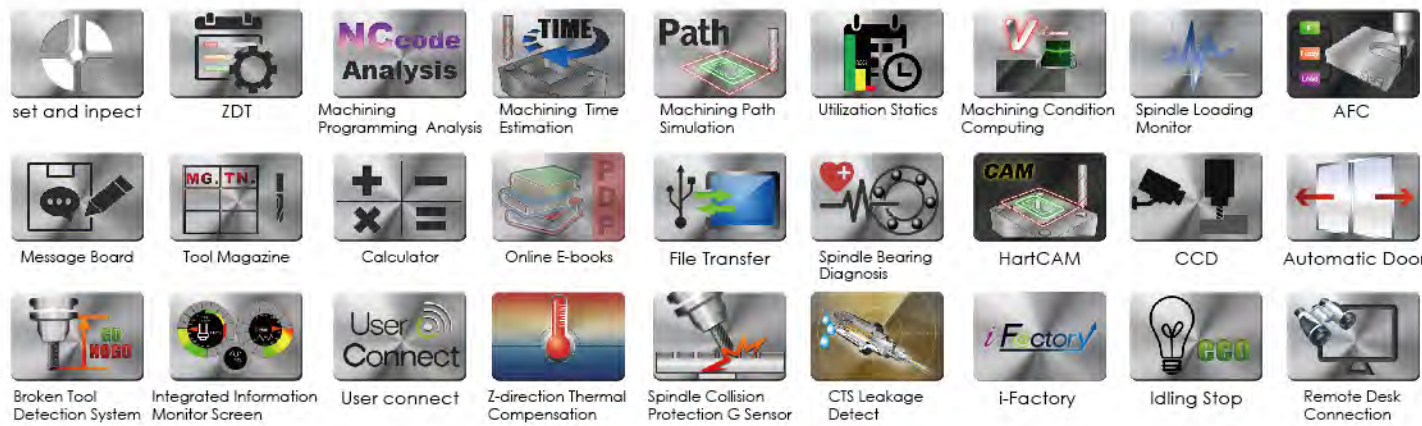 NCcode
Analysis
TIME
Path
V
set and inpect
ZDT
Machining
Programming Analysis
Machining Time
Estimation
Machining Path
Simulation
Utilization Statics
Machining Condition
Computing
Spindle Loading
Monitor
AFC
MG. TN.
PDF
CAM
Message Board
Tool Magazine
Calculator
Online E-books
File Transfer
Spindle Bearing
Diagnosis
HartCAM
CCD
Automatic Door
GO
NOGO
User
Connect
i Factory
eco
Broken Tool
Detection System
Integrated Information
Monitor Screen
User connect
Z-direction Thermal
Compensation
Spindle Collision
Protection G Sensor
CTS Leakage
Detect
i-Factory
Idling Stop
Remote Desk
Connection